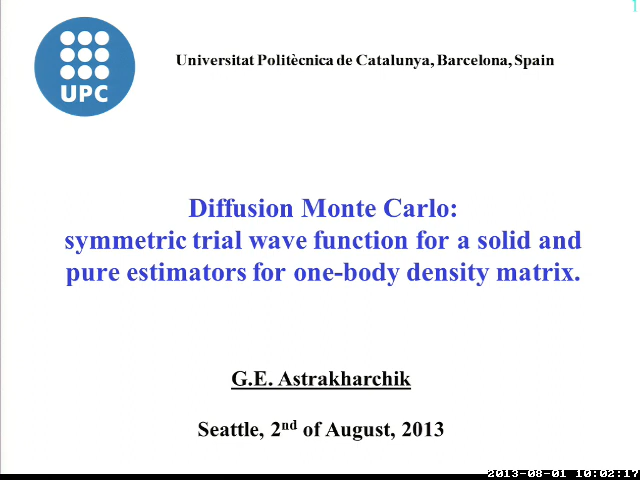 Universitat Politècnica de Catalunya, Barcelona, Spain
UPC
Diffusion Monte Carlo:
symmetric trial wave function for a solid and
pure estimators for one-body density matrix.
G.E. Astrakharchik
Seattle, 2nd of August, 2013
2013-08-01 10:02:17